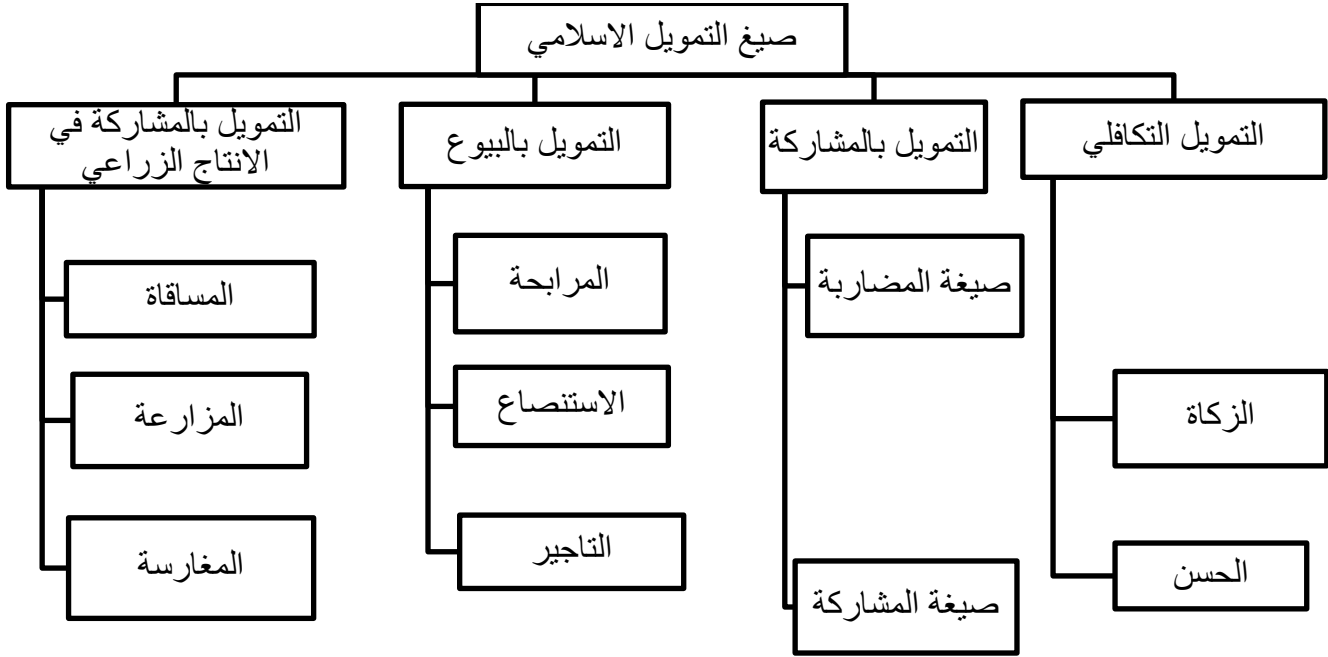 صيغ التمويل الاسلامي
التمويل التكافلي
التمويل بالمشاركة
التمويل بالبيوع
التمويل بالمشاركة في
الانتاج الزراعي
الزكاة
الحسن
صيغة المضاربة
صيغة المشاركة
المرابحة
الاستنصاع
التاجير
المساقاة
المزارعة
المغارسة